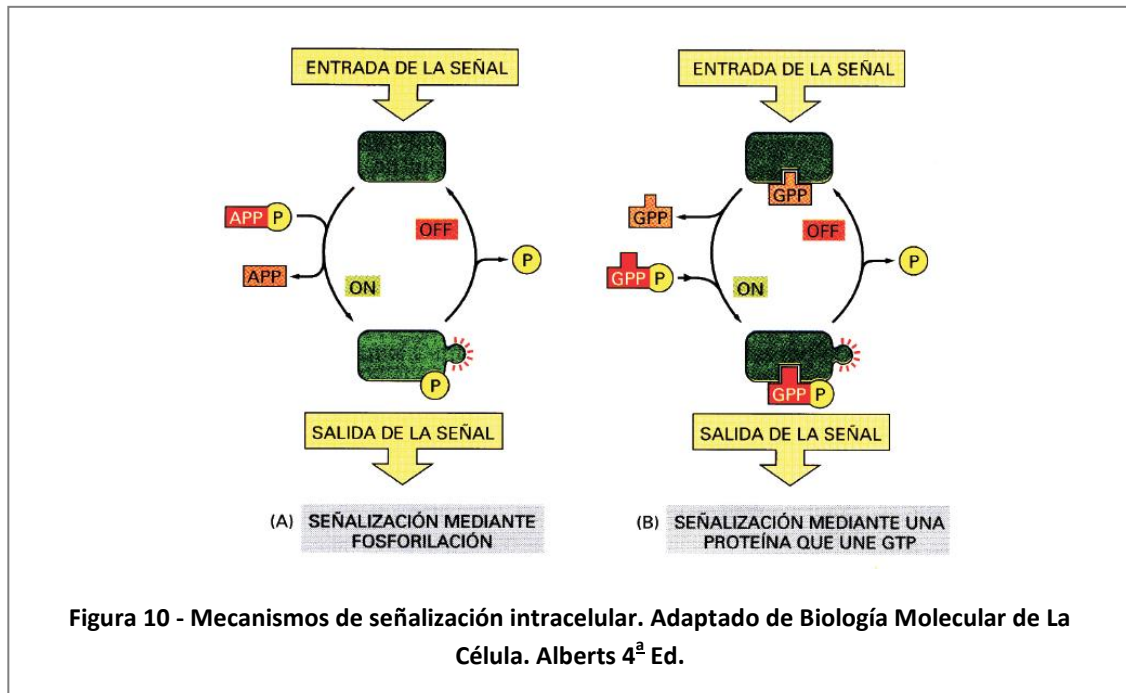 ENTRADA DE LA SEÑAL
APP P
APP
ON
OFF
P
P
SALIDA DE LA SEÑAL
(A) SEÑALIZACIÓN MEDIANTE
FOSFORILACIÓN
ENTRADA DE LA SEÑAL
GPP
GPP
GPP P
ON
OFF
P
GPP P
SALIDA DE LA SEÑAL
(B) SEÑALIZACIÓN MEDIANTE UNA
PROTEÍNA QUE UNE GTP
Figura 10 - Mecanismos de señalización intracelular. Adaptado de Biología Molecular de La
Célula. Alberts 4ª Ed.